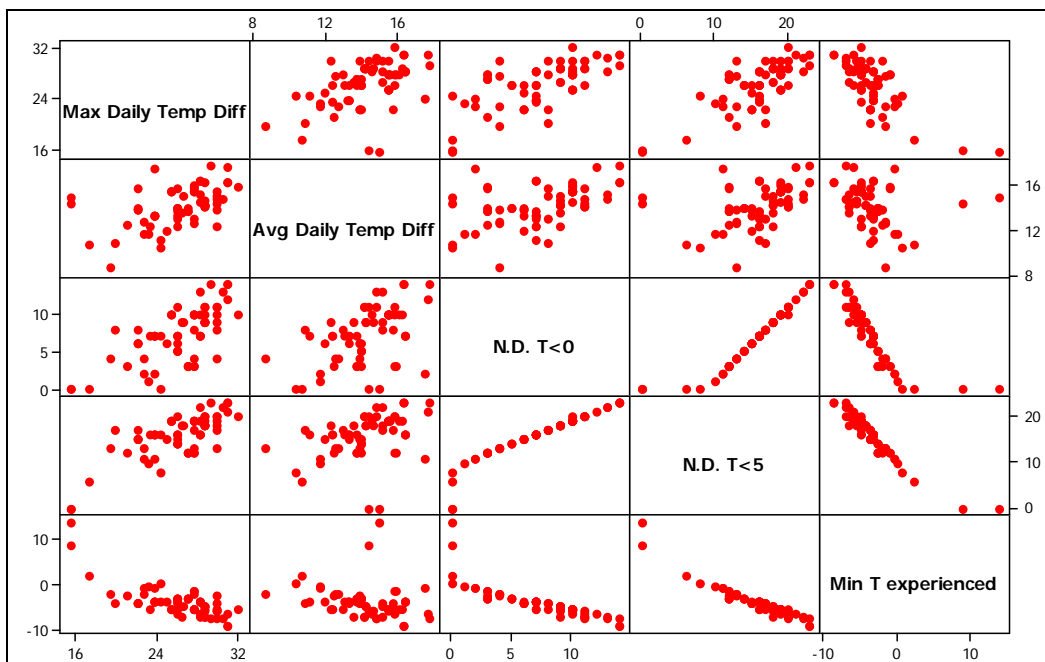 8 12 16 0 10 20
32
24
16
Max Daily Temp Diff
Avg Daily Temp Diff
16
12
8
10
5
0
N.D. T<0
N.D. T<5
20
10
0
10
0
-10
Min T experienced
16 24 32 0 5 10 -10 0 10